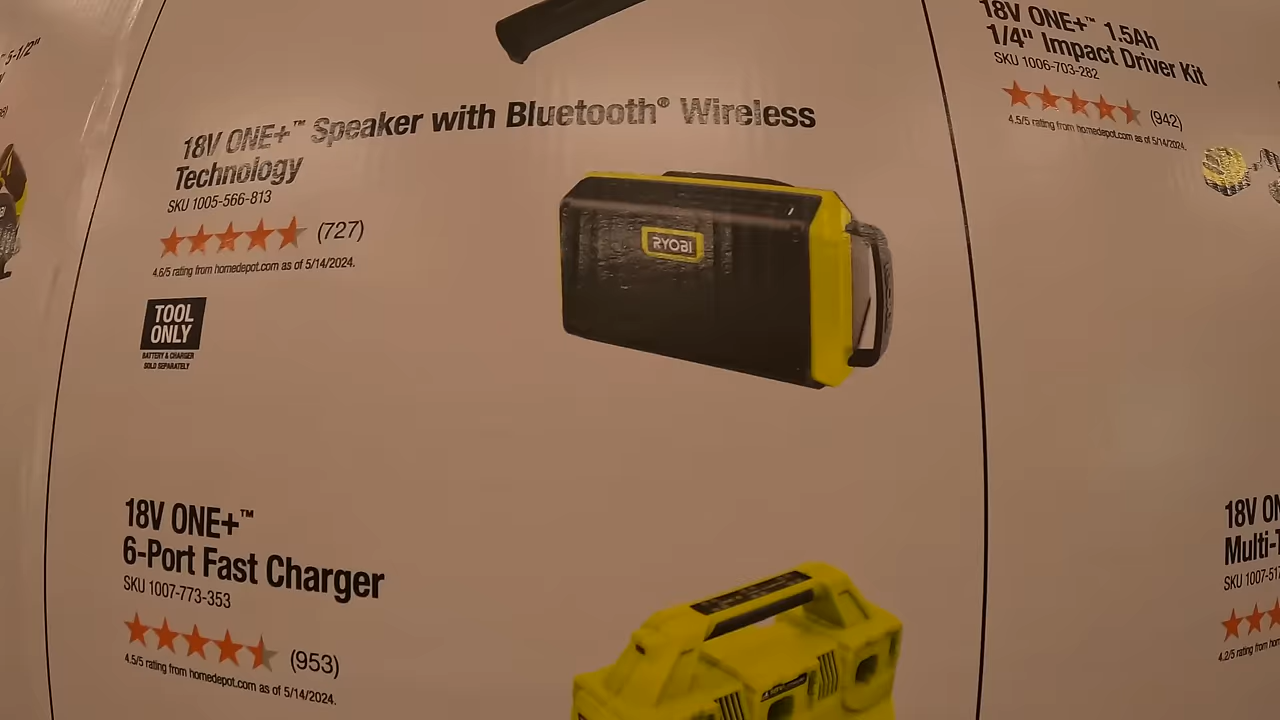 18V ONE+™ Speaker with Bluetooth® Wireless
Technology
SKU 1005-566-813
(727)
4.6/5 rating from homedepot.com as of 5/14/2024.
TOOL
ONLY
BATTERY & CHARGER
SOLD SEPARATELY
RYOBI
18V ONE+™
6-Port Fast Charger
SKU 1007-773-353
(953)
4.5/5 rating from homedepot.com as of 5/14/2024.
18V ONE+™ 1.5Ah
1/4" Impact Driver Kit
SKU 1006-703-282
(942)
4.5/5 rating from homedepot.com as of 5/14/2024.
18V ON
Multi-T
SKU 1007-517
4.2/5 rating from hom
5-1/2"